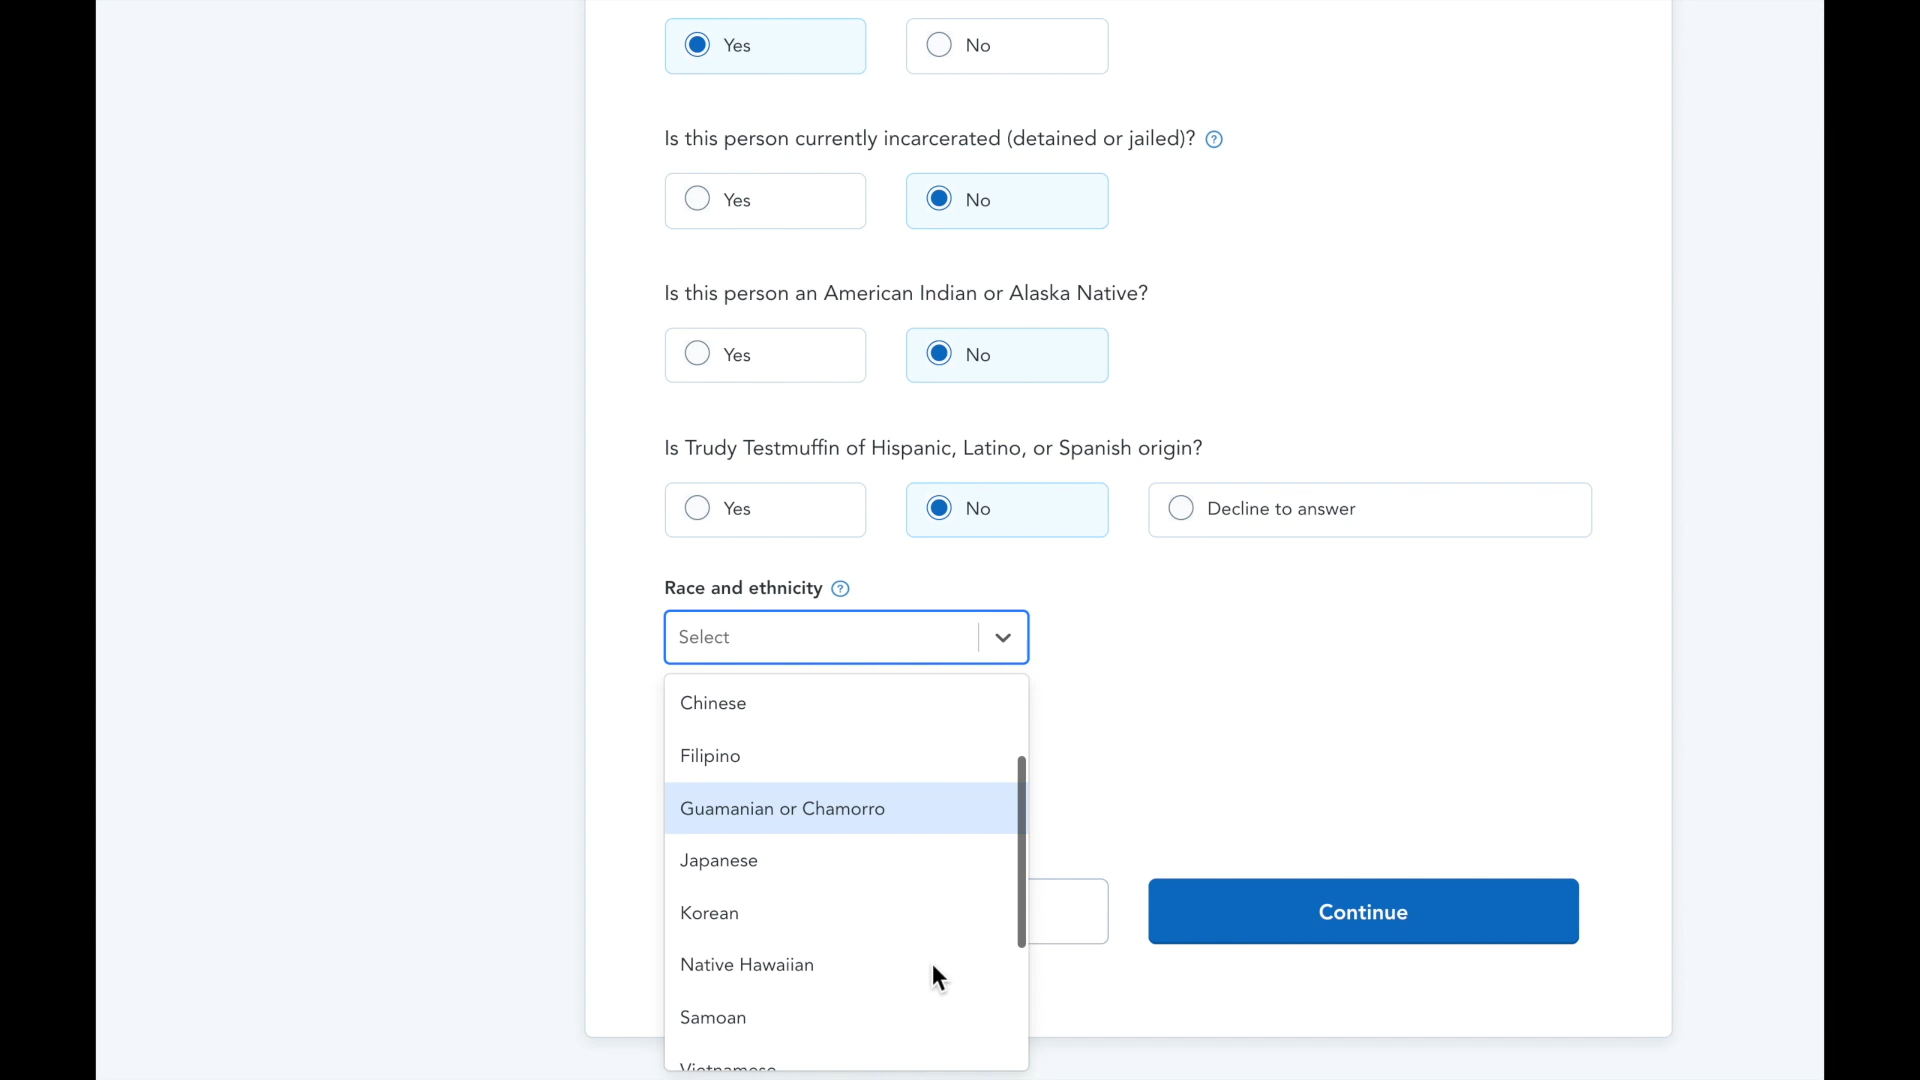 Yes
No
Is this person currently incarcerated (detained or jailed)?
Yes
No
Is this person an American Indian or Alaska Native?
Yes
No
Is Trudy Testmuffin of Hispanic, Latino, or Spanish origin?
Yes
No
Decline to answer
Race and ethnicity
Select
Chinese
Filipino
Guamanian or Chamorro
Japanese
Korean
Continue
Native Hawaiian
Samoan
Vietnamese